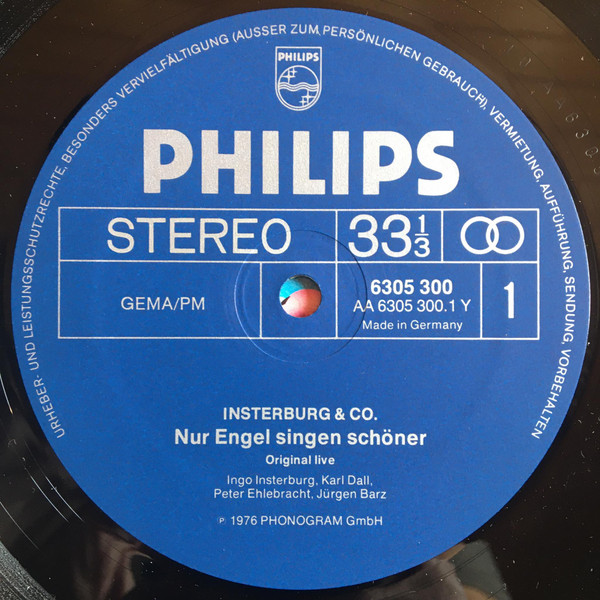 URHEBER- UND LEISTUNGSSCHUTZRECHTE, BESONDERS VERVIELFÄLTIGUNG (AUSSER ZUM PERSÖNLICHEN GEBRAUCH), VERMIETUNG, AUFFÜHRUNG, SENDUNG, VORBEHALTEN
PHILIPS
PHILIPS
STEREO
33 1/3
GEMA/PM
6305 300
AA 6305 300.1 Y
Made in Germany
1
INSTERBURG & CO.
Nur Engel singen schöner
Original live
Ingo Insterburg, Karl Dall,
Peter Ehlebracht, Jürgen Barz
℗ 1976 PHONOGRAM GmbH